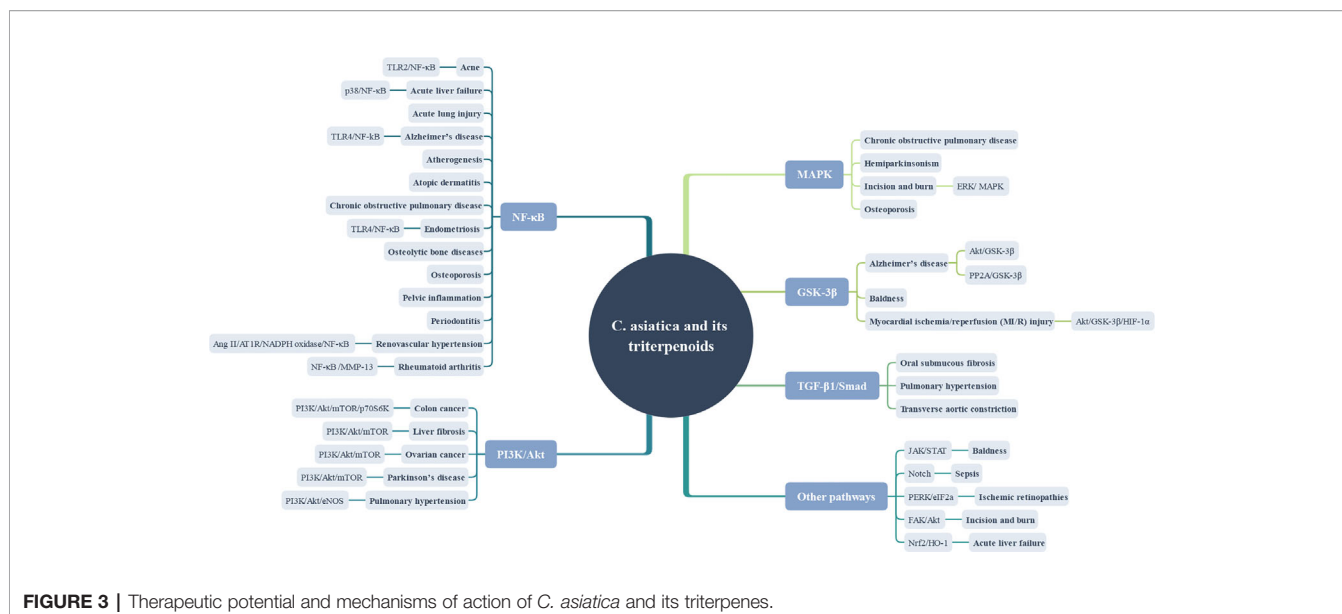 TLR2/NF-κB
Acne
p38/NF-κB
Acute liver failure
Acute lung injury
TLR4/NF-kB
Alzheimer's disease
Atherogenesis
Atopic dermatitis
Chronic obstructive pulmonary disease
TLR4/NF-κB
Endometriosis
Osteolytic bone diseases
Osteoporosis
Pelvic inflammation
Periodontitis
Ang II/AT1R/NADPH oxidase/NF-κB
Renovascular hypertension
NF-κB /MMP-13
Rheumatoid arthritis
NF-κB
PI3K/Akt/mTOR/p70S6K
Colon cancer
PI3K/Akt/mTOR
Liver fibrosis
PI3K/Akt/mTOR
Ovarian cancer
PI3K/Akt/mTOR
Parkinson's disease
PI3K/Akt/eNOS
Pulmonary hypertension
PI3K/Akt
C. asiatica and its
triterpenoids
MAPK
Chronic obstructive pulmonary disease
Hemiparkinsonism
Incision and burn
ERK/ MAPK
Osteoporosis
GSK-3β
Alzheimer's disease
Akt/GSK-3β
PP2A/GSK-3β
Baldness
Myocardial ischemia/reperfusion (MI/R) injury
Akt/GSK-3β/HIF-1α
TGF-β1/Smad
Oral submucous fibrosis
Pulmonary hypertension
Transverse aortic constriction
Other pathways
JAK/STAT
Baldness
Notch
Sepsis
PERK/eIF2a
Ischemic retinopathies
FAK/Akt
Incision and burn
Nrf2/HO-1
Acute liver failure
FIGURE 3 | Therapeutic potential and mechanisms of action of C. asiatica and its triterpenes.